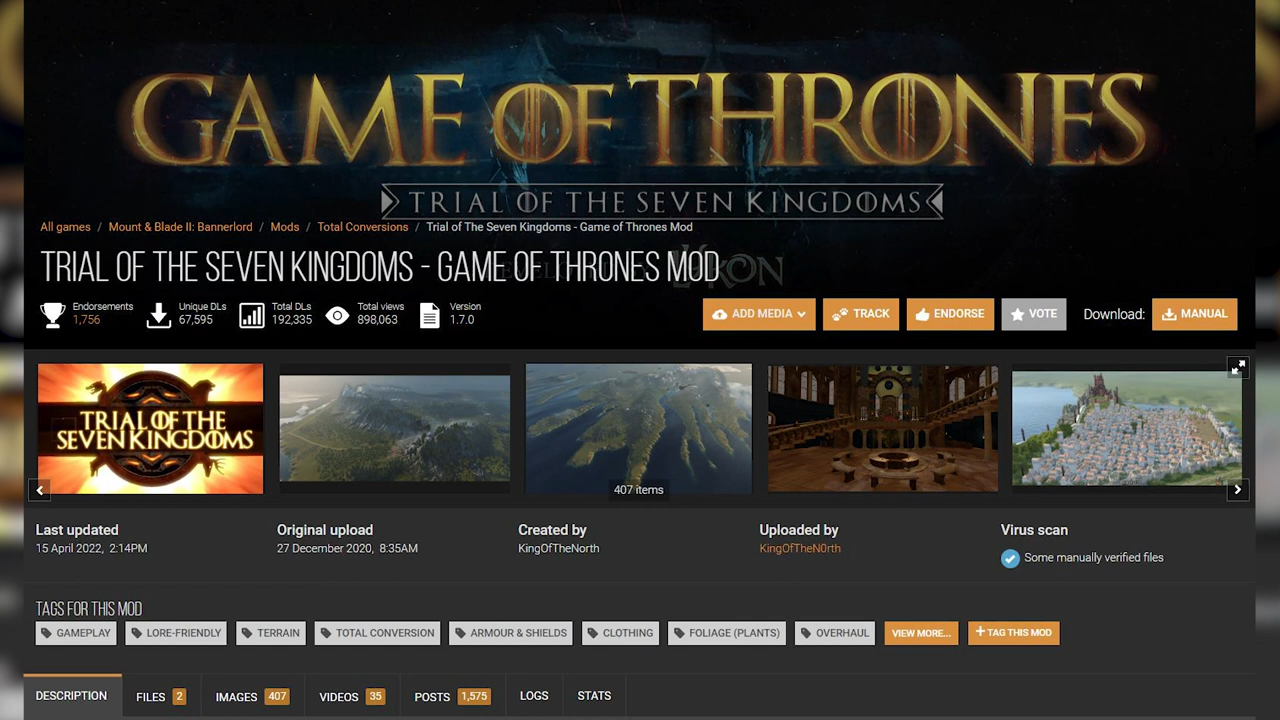 GAME OF THRONES
TRIAL OF THE SEVEN KINGDOMS
All games / Mount & Blade II: Bannerlord / Mods / Total Conversions / Trial of The Seven Kingdoms - Game of Thrones Mod
TRIAL OF THE SEVEN KINGDOMS - GAME OF THRONES MOD
Endorsements
1,756
Unique DLs
67,595
Total DLs
192,335
Total views
898,063
Version
1.7.0
ADD MEDIA
TRACK
ENDORSE
VOTE
Download:
MANUAL
TRIAL OF THE
SEVEN KINGDOMS
407 items
Last updated
15 April 2022, 2:14PM
Original upload
27 December 2020, 8:35AM
Created by
KingOfTheNorth
Uploaded by
KingOfTheN0rth
Virus scan
Some manually verified files
TAGS FOR THIS MOD
GAMEPLAY
LORE-FRIENDLY
TERRAIN
TOTAL CONVERSION
ARMOUR & SHIELDS
CLOTHING
FOLIAGE (PLANTS)
OVERHAUL
VIEW MORE...
+ TAG THIS MOD
DESCRIPTION
FILES 2
IMAGES 407
VIDEOS 35
POSTS 1,575
LOGS
STATS